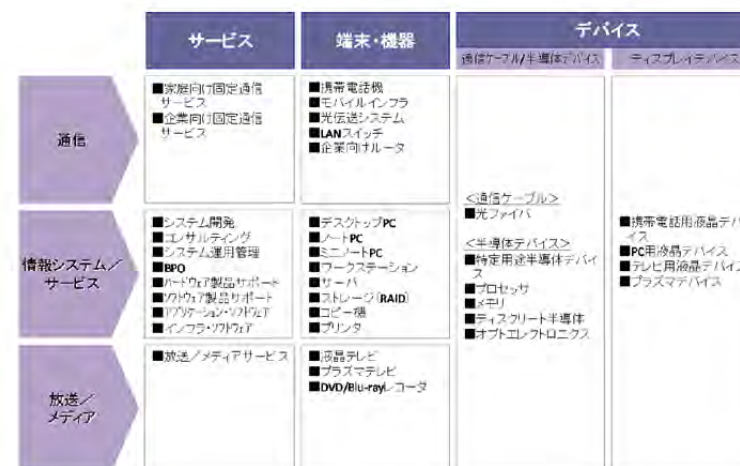 サービス
端末・機器
デバイス
通信ケーブル/半導体デバイス
ディスプレイデバイス
通信
■家庭向け固定通信
サービス
■企業向け固定通信
サービス
■携帯電話機
■モバイルインフラ
■光伝送システム
■LANスイッチ
■企業向けルータ
情報システム/
サービス
■システム開発
■コンサルティング
■システム運用管理
■BPO
■ハードウェア製品サポート
■ソフトウェア製品サポート
■アプリケーション・ソフトウェア
■インフラ・ソフトウェア
■デスクトップPC
■ノートPC
■ミニノートPC
■ワークステーション
■サーバ
■ストレージ(RAID)
■コピー機
■プリンタ
<通信ケーブル>
■光ファイバ
<半導体デバイス>
■特定用途半導体デバイ
ス
■プロセッサ
■メモリ
■ディスクリート半導体
■オプトエレクトロニクス
■携帯電話用液晶デバ
イス
■PC用液晶デバイス
■テレビ用液晶デバイス
■プラズマデバイス
放送/
メディア
■放送/メディアサービス
■液晶テレビ
■プラズマテレビ
■DVD/Blu-rayレコーダ